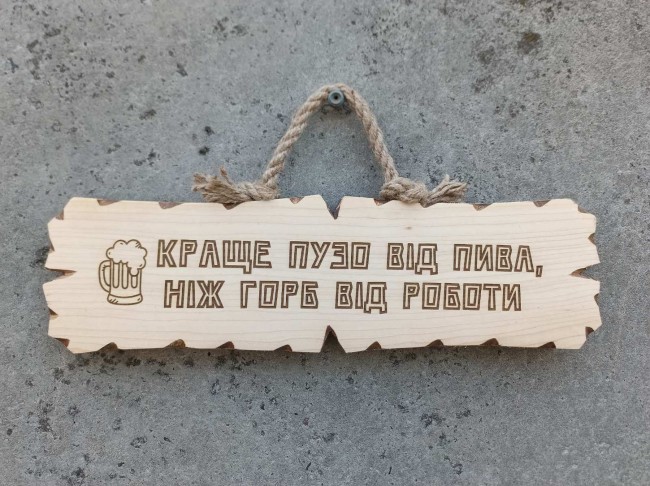 КРАЩЕ ПУЗО ВІД ПИВА,
НІЖ ГОРБ ВІД РОБОТИ